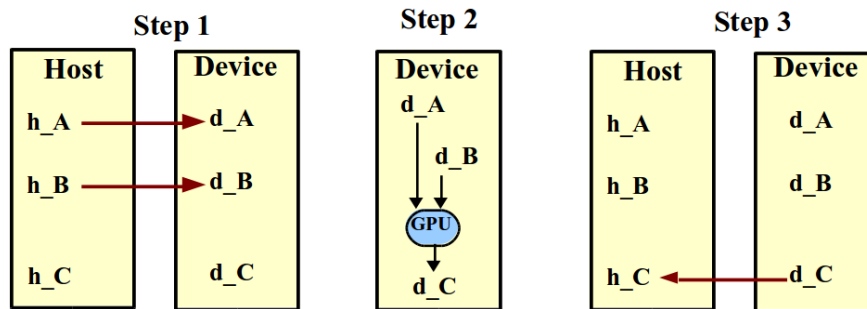 Step 1
Host
Device
h_A
d_A
h_B
d_B
h_C
d_C
Step 2
Device
d_A
d_B
GPU
d_C
Step 3
Host
Device
h_A
d_A
h_B
d_B
h_C
d_C